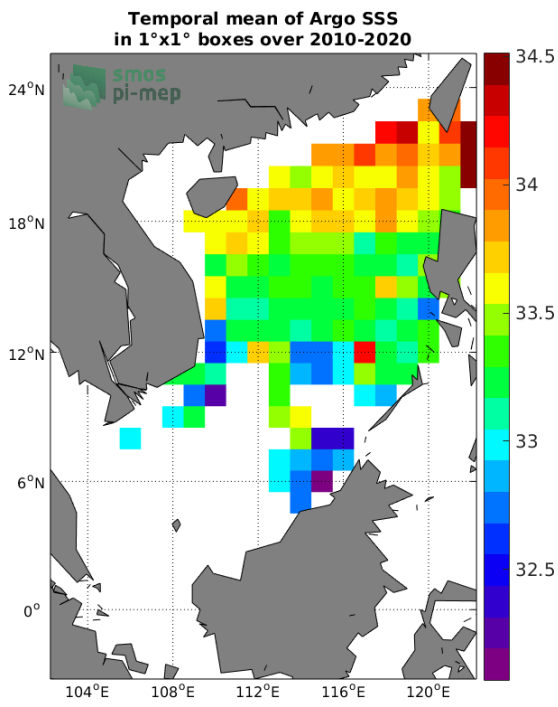 Temporal mean of Argo SSS
in 1°x1° boxes over 2010-2020
smos
pi-mep
24°N
18°N
12°N
6°N
0°
104°E
108°E
112°E
116°E
120°E
34.5
34
33.5
33
32.5